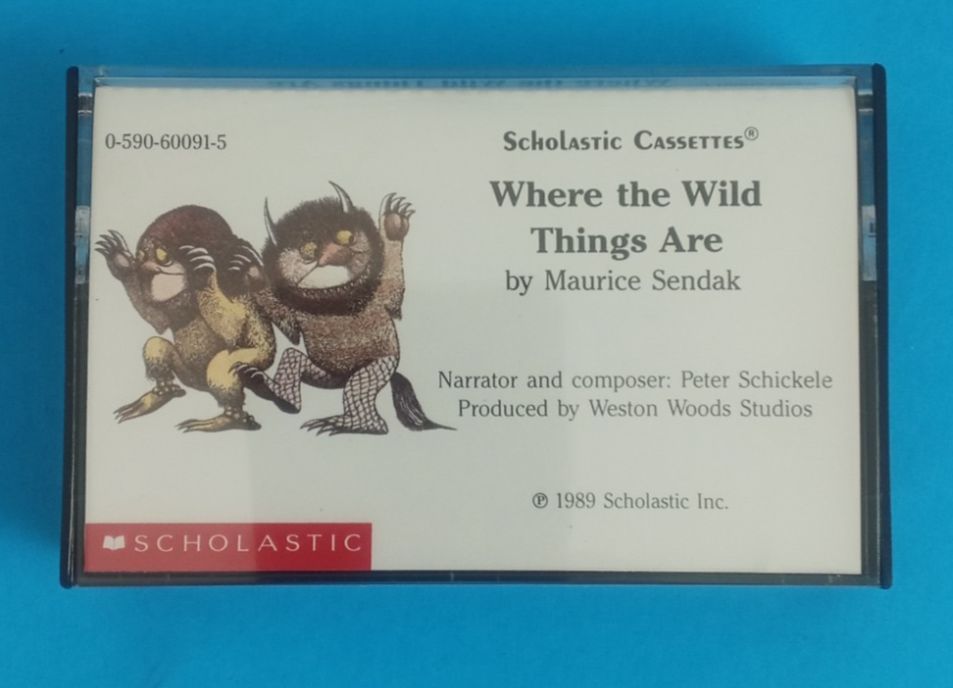 0-590-60091-5
Scholastic Cassettes®
Where the Wild
Things Are
by Maurice Sendak
Narrator and composer: Peter Schickele
Produced by Weston Woods Studios
℗ 1989 Scholastic Inc.
SCHOLASTIC